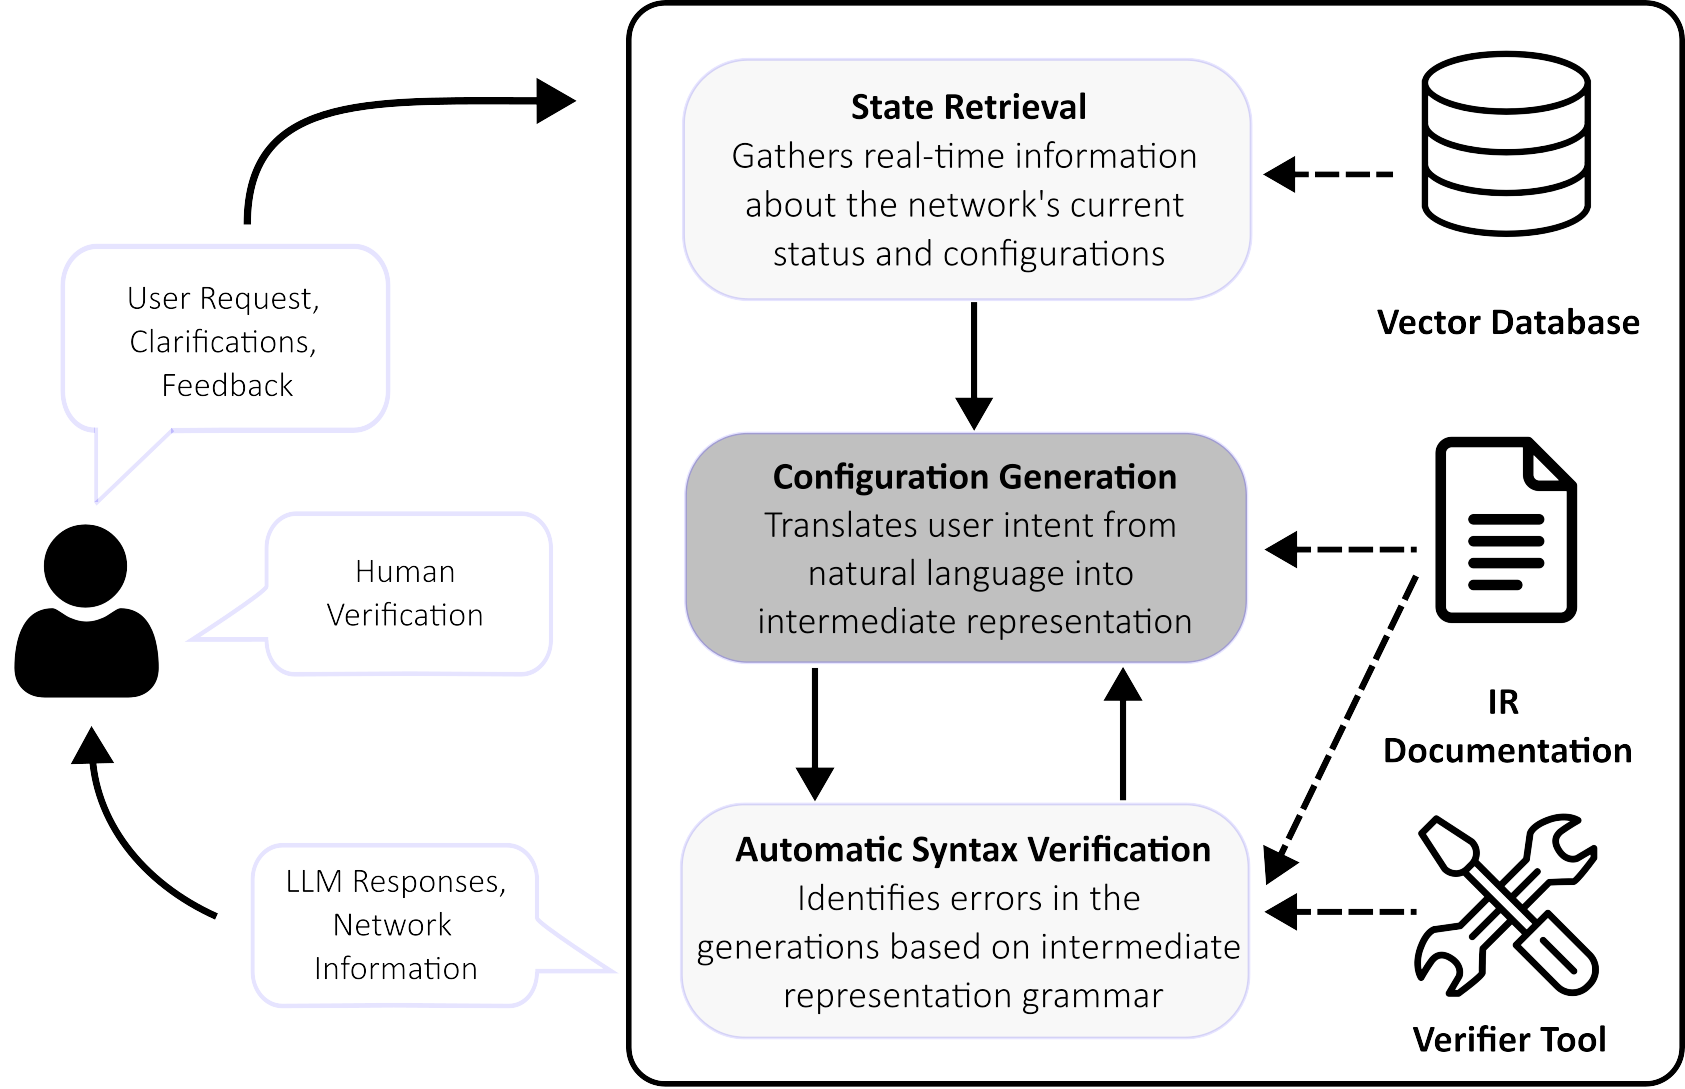 State Retrieval
Gathers real-time information
about the network's current
status and configurations
Vector Database
User Request,
Clarifications,
Feedback
Configuration Generation
Translates user intent from
natural language into
intermediate representation
Human
Verification
IR
Documentation
Automatic Syntax Verification
Identifies errors in the
generations based on intermediate
representation grammar
LLM Responses,
Network
Information
Verifier Tool